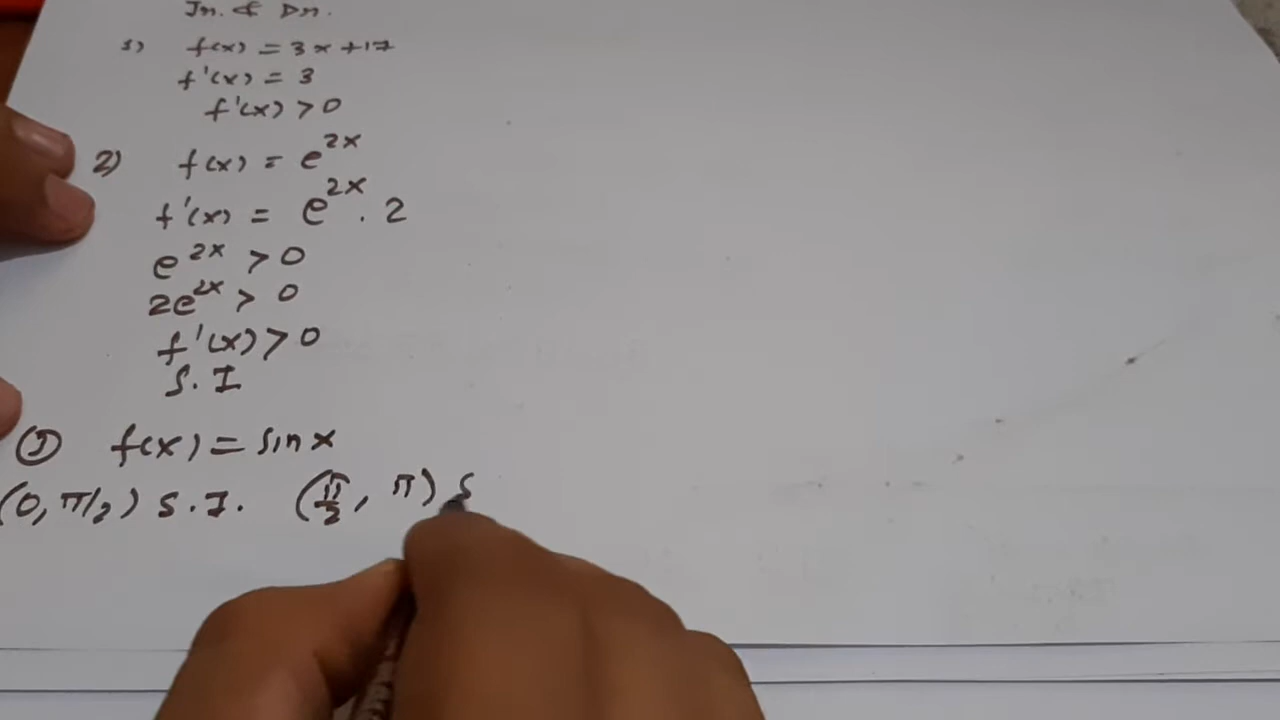 In. & Dn.
1) f(x) = 3x+17
f'(x) = 3
f'(x) > 0
2) f(x) = e^{2x}
f'(x) = e^{2x} . 2
e^{2x} > 0
2e^{2x} > 0
f'(x) > 0
S. I
③ f(x) = sin x
(0, π/2) S. I. (π/2, π) S